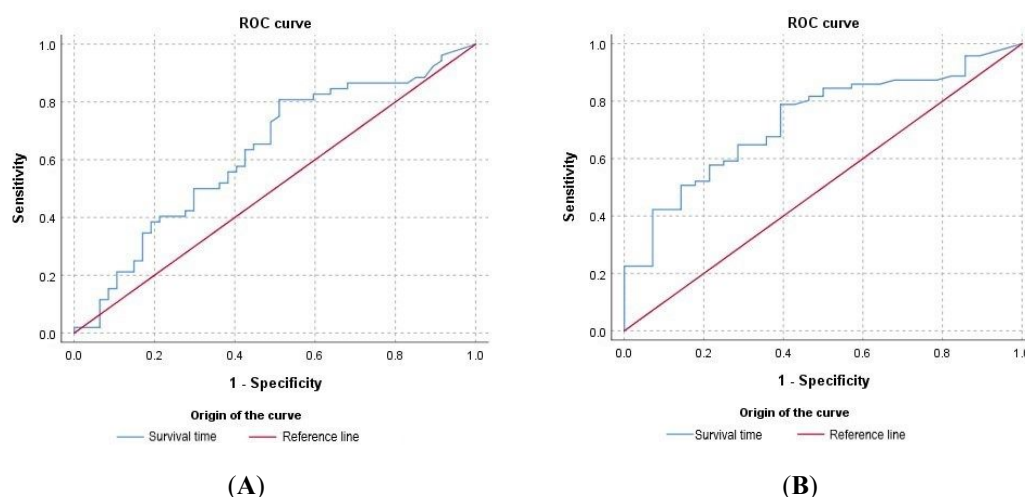 ROC curve
1.0
0.8
0.6
0.4
0.2
0.0
Sensitivity
0.0 0.2 0.4 0.6 0.8 1.0
1 - Specificity
Origin of the curve
Survival time Reference line
(A)
ROC curve
1.0
0.8
0.6
0.4
0.2
0.0
Sensitivity
0.0 0.2 0.4 0.6 0.8 1.0
1 - Specificity
Origin of the curve
Survival time Reference line
(B)